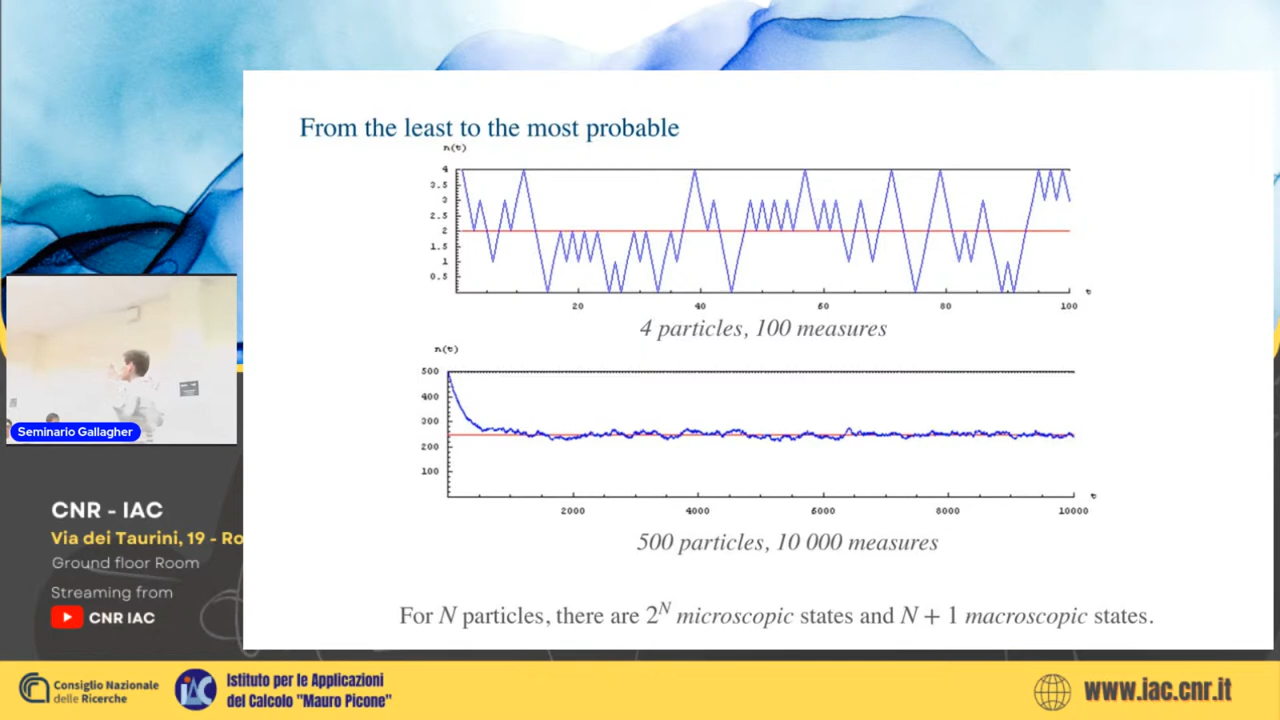 From the least to the most probable
n(t)
4
3.5
3
2.5
2
1.5
1
0.5
20 40 60 80 100 t
4 particles, 100 measures
n(t)
500
400
300
200
100
2000 4000 6000 8000 10000 t
500 particles, 10 000 measures
For N particles, there are 2^N microscopic states and N + 1 macroscopic states.
Seminario Gallagher
CNR - IAC
Via dei Taurini, 19 - Ro
Ground floor Room
Streaming from
CNR IAC
Consiglio Nazionale
delle Ricerche
IAC
Istituto per le Applicazioni
del Calcolo "Mauro Picone"
www.iac.cnr.it